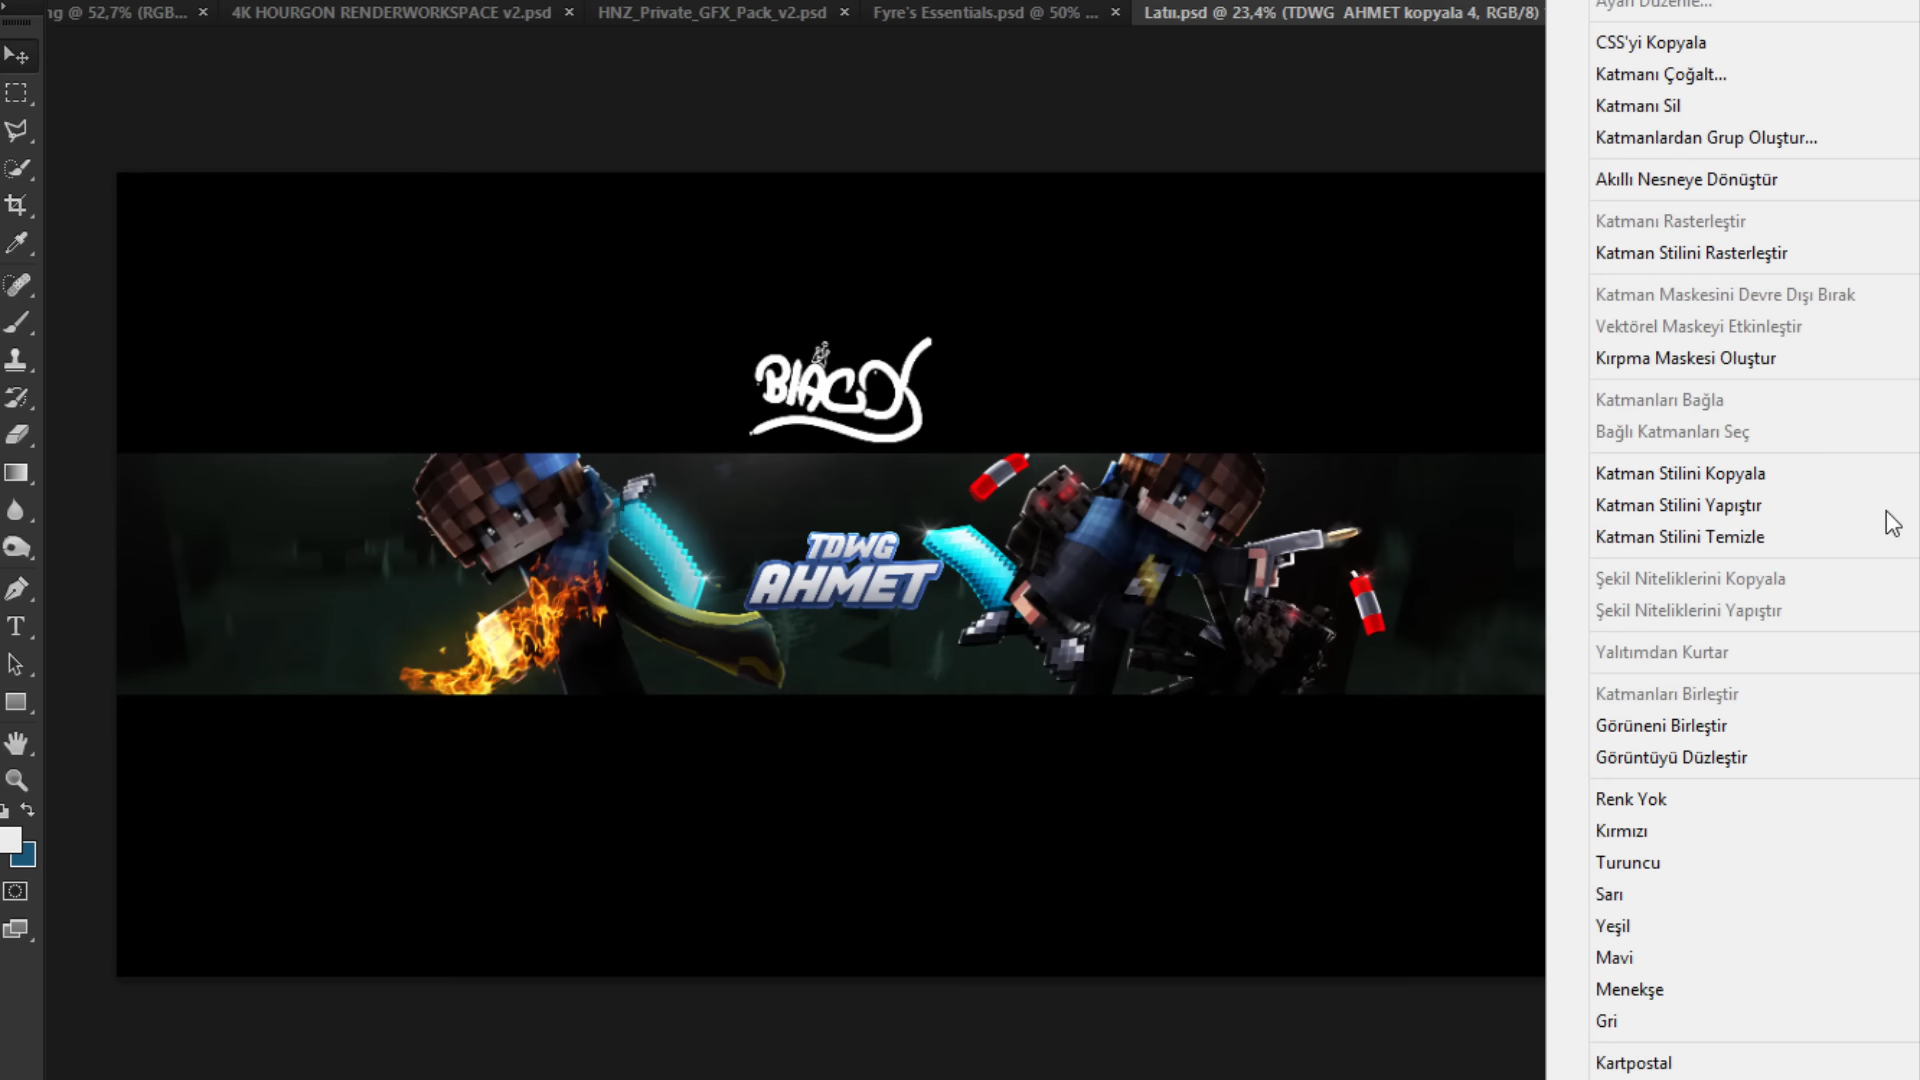 ng @ 52,7% (RGB... × 4K HOURGON RENDERWORKSPACE v2.psd × HNZ_Private_GFX_Pack_v2.psd × Fyre's Essentials.psd @ 50% ... × Latıı.psd @ 23,4% (TDWG AHMET kopyala 4, RGB/8)
Ayarı Düzenle...
CSS'yi Kopyala
Katmanı Çoğalt...
Katmanı Sil
Katmanlardan Grup Oluştur...
Akıllı Nesneye Dönüştür
Katmanı Rasterleştir
Katman Stilini Rasterleştir
Katman Maskesini Devre Dışı Bırak
Vektörel Maskeyi Etkinleştir
Kırpma Maskesi Oluştur
Katmanları Bağla
Bağlı Katmanları Seç
Katman Stilini Kopyala
Katman Stilini Yapıştır
Katman Stilini Temizle
Şekil Niteliklerini Kopyala
Şekil Niteliklerini Yapıştır
Yalıtımdan Kurtar
Katmanları Birleştir
Görüneni Birleştir
Görüntüyü Düzleştir
Renk Yok
Kırmızı
Turuncu
Sarı
Yeşil
Mavi
Menekşe
Gri
Kartpostal
TDWG
AHMET
T